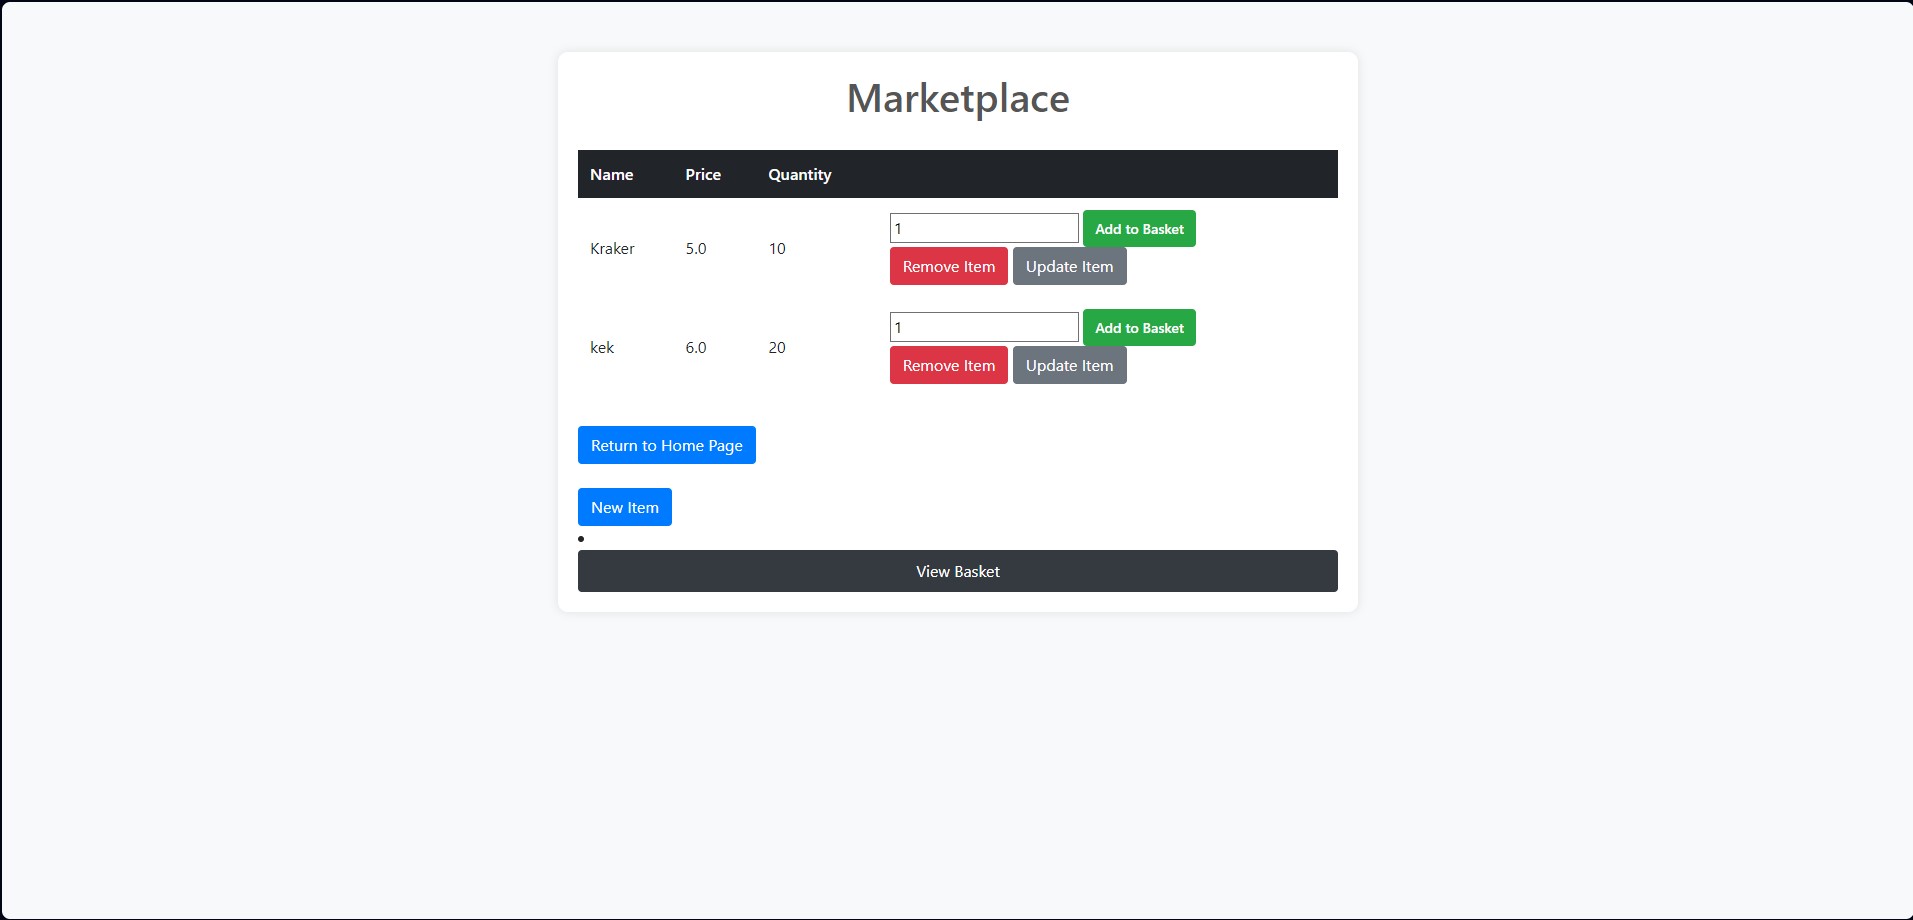 Marketplace
Name Price Quantity
1 Add to Basket
Kraker 5.0 10
Remove Item Update Item
1 Add to Basket
kek 6.0 20
Remove Item Update Item
Return to Home Page
New Item
View Basket